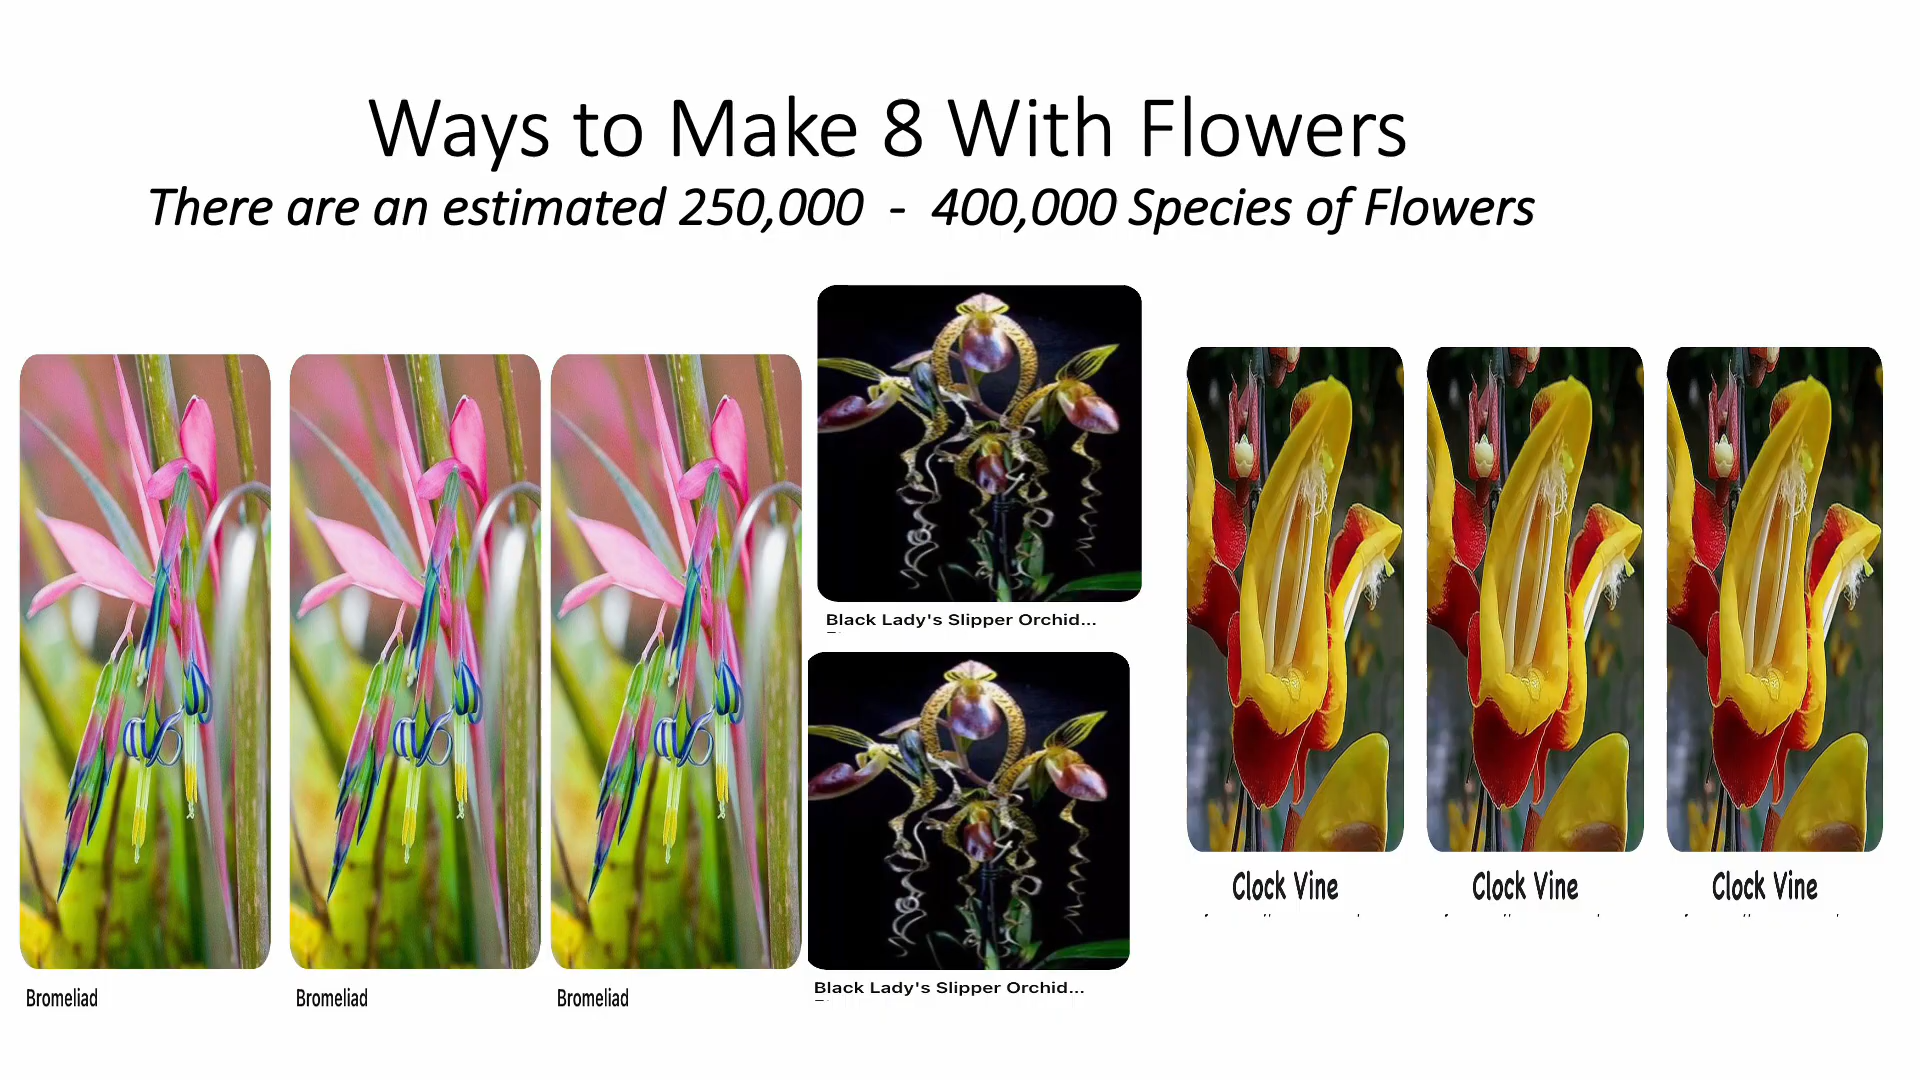 Ways to Make 8 With Flowers
There are an estimated 250,000 - 400,000 Species of Flowers
Black Lady's Slipper Orchid...
Clock Vine
Clock Vine
Clock Vine
Bromeliad
Bromeliad
Bromeliad
Black Lady's Slipper Orchid...